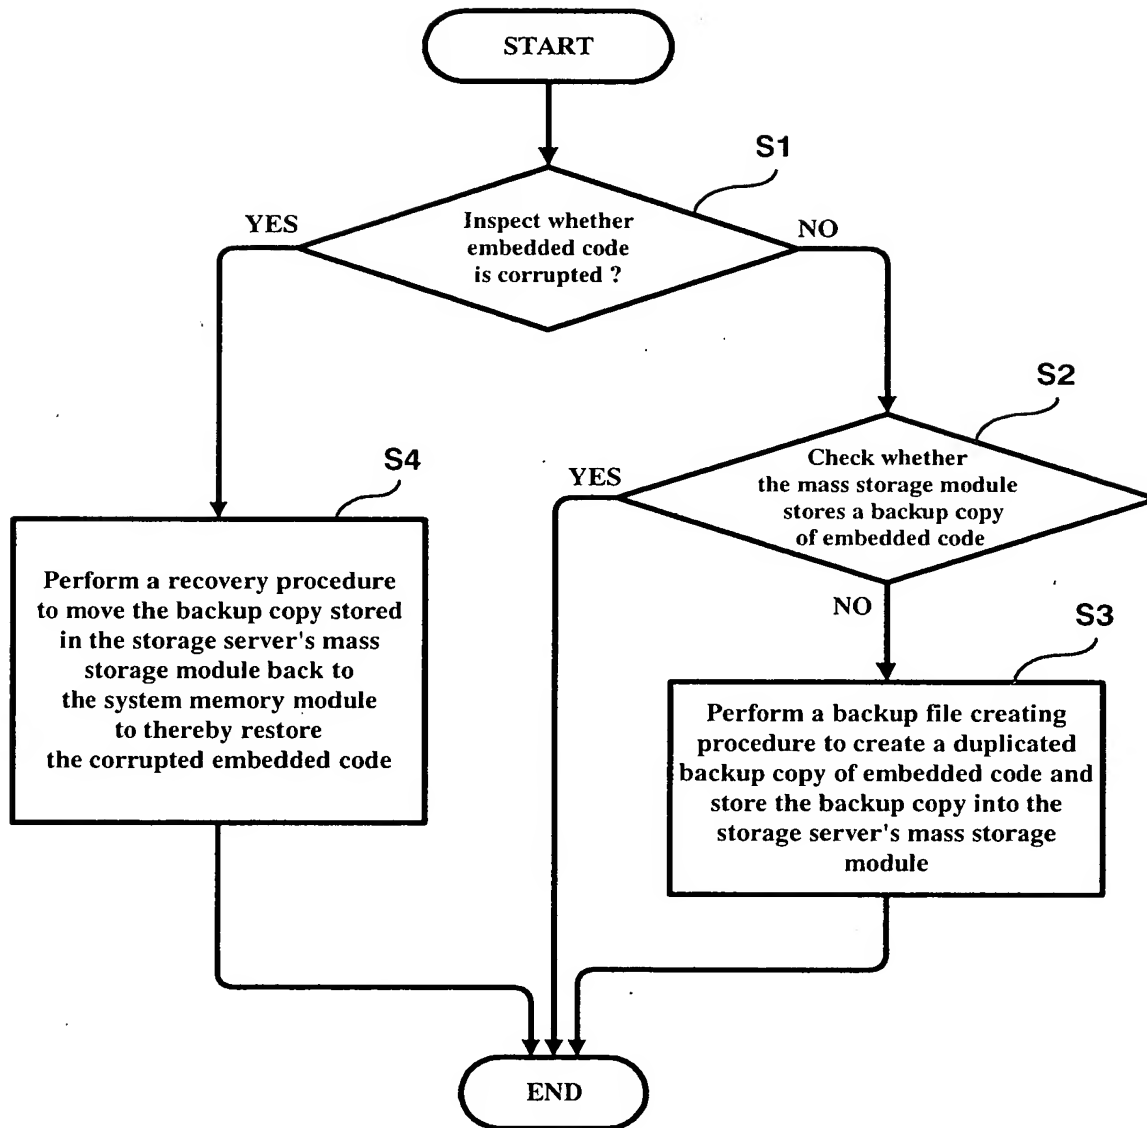 START
S1
YES
NO
Inspect whether
embedded code
is corrupted ?
S2
YES
Check whether
the mass storage module
stores a backup copy
of embedded code
NO
S4
Perform a recovery procedure
to move the backup copy stored
in the storage server's mass
storage module back to
the system memory module
to thereby restore
the corrupted embedded code
S3
Perform a backup file creating
procedure to create a duplicated
backup copy of embedded code and
store the backup copy into the
storage server's mass storage
module
END